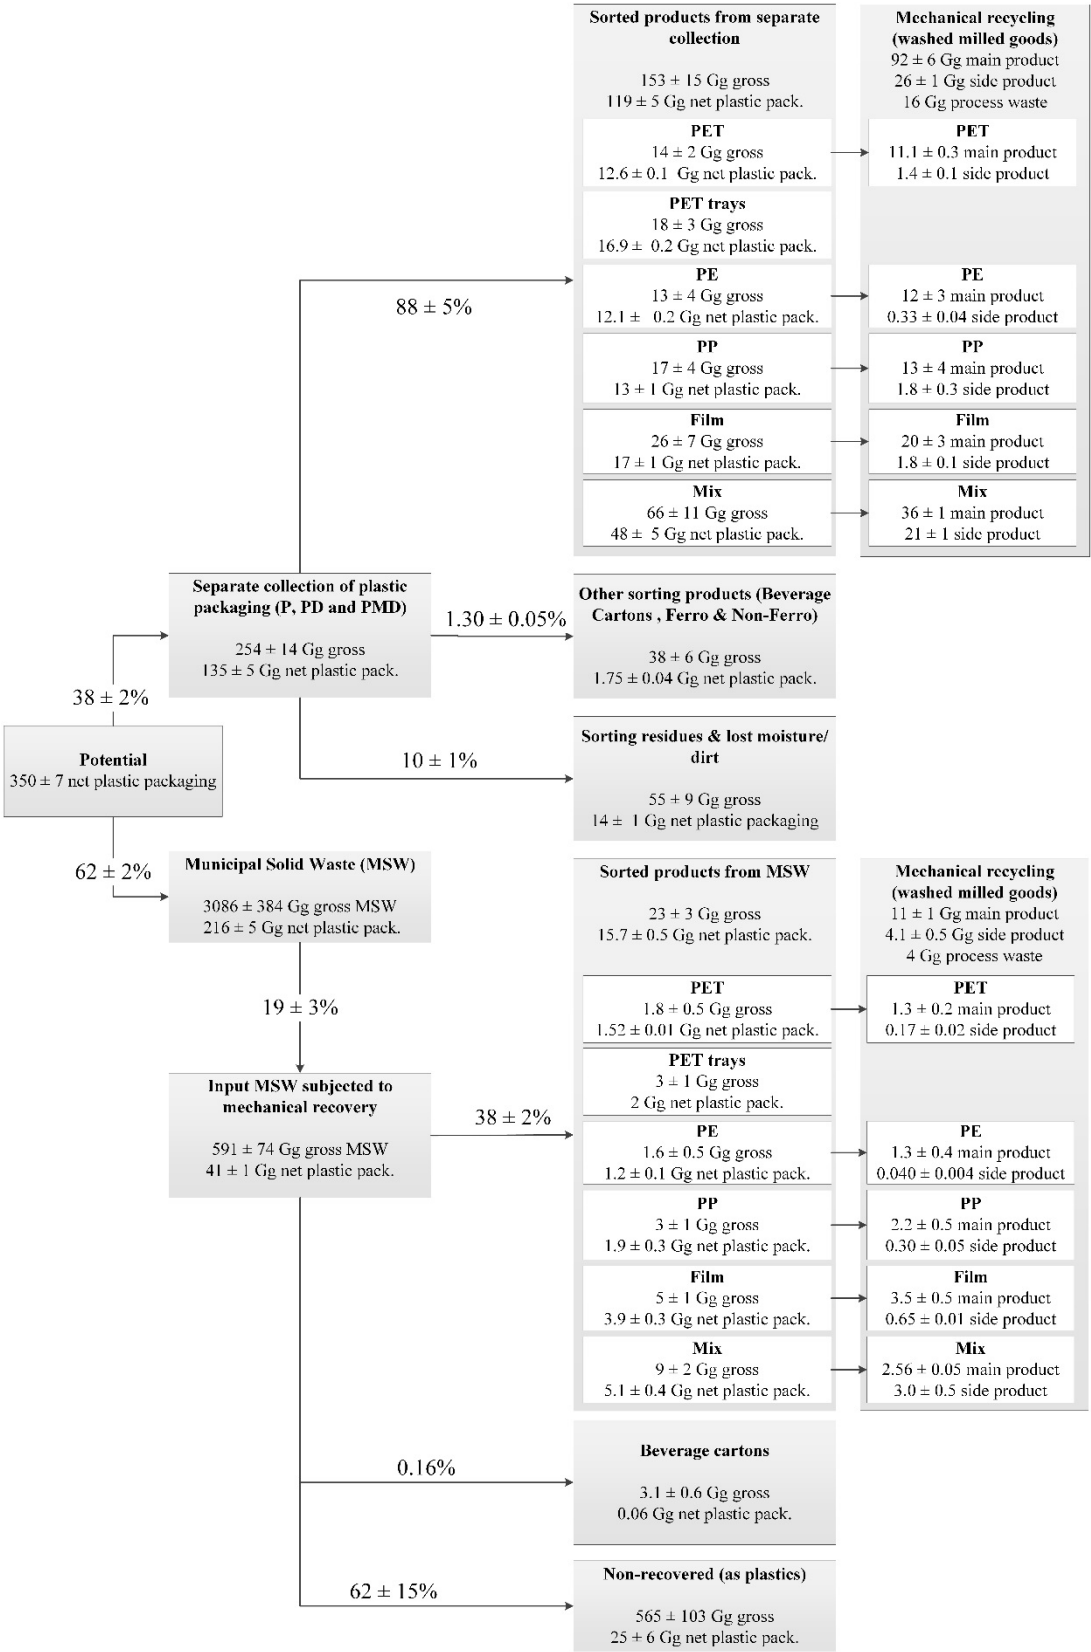 Sorted products from separate
collection
153 ± 15 Gg gross
119 ± 5 Gg net plastic pack.
PET
14 ± 2 Gg gross
12.6 ± 0.1 Gg net plastic pack.
PET trays
18 ± 3 Gg gross
16.9 ± 0.2 Gg net plastic pack.
PE
13 ± 4 Gg gross
12.1 ± 0.2 Gg net plastic pack.
PP
17 ± 4 Gg gross
13 ± 1 Gg net plastic pack.
Film
26 ± 7 Gg gross
17 ± 1 Gg net plastic pack.
Mix
66 ± 11 Gg gross
48 ± 5 Gg net plastic pack.
Mechanical recycling
(washed milled goods)
92 ± 6 Gg main product
26 ± 1 Gg side product
16 Gg process waste
PET
11.1 ± 0.3 main product
1.4 ± 0.1 side product
PE
12 ± 3 main product
0.33 ± 0.04 side product
PP
13 ± 4 main product
1.8 ± 0.3 side product
Film
20 ± 3 main product
1.8 ± 0.1 side product
Mix
36 ± 1 main product
21 ± 1 side product
88 ± 5%
Separate collection of plastic
packaging (P, PD and PMD)
254 ± 14 Gg gross
135 ± 5 Gg net plastic pack.
1.30 ± 0.05%
Other sorting products (Beverage
Cartons , Ferro & Non-Ferro)
38 ± 6 Gg gross
1.75 ± 0.04 Gg net plastic pack.
38 ± 2%
Potential
350 ± 7 net plastic packaging
10 ± 1%
Sorting residues & lost moisture/
dirt
55 ± 9 Gg gross
14 ± 1 Gg net plastic packaging
62 ± 2%
Municipal Solid Waste (MSW)
3086 ± 384 Gg gross MSW
216 ± 5 Gg net plastic pack.
19 ± 3%
Input MSW subjected to
mechanical recovery
591 ± 74 Gg gross MSW
41 ± 1 Gg net plastic pack.
38 ± 2%
Sorted products from MSW
23 ± 3 Gg gross
15.7 ± 0.5 Gg net plastic pack.
PET
1.8 ± 0.5 Gg gross
1.52 ± 0.01 Gg net plastic pack.
PET trays
3 ± 1 Gg gross
2 Gg net plastic pack.
PE
1.6 ± 0.5 Gg gross
1.2 ± 0.1 Gg net plastic pack.
PP
3 ± 1 Gg gross
1.9 ± 0.3 Gg net plastic pack.
Film
5 ± 1 Gg gross
3.9 ± 0.3 Gg net plastic pack.
Mix
9 ± 2 Gg gross
5.1 ± 0.4 Gg net plastic pack.
Mechanical recycling
(washed milled goods)
11 ± 1 Gg main product
4.1 ± 0.5 Gg side product
4 Gg process waste
PET
1.3 ± 0.2 main product
0.17 ± 0.02 side product
PE
1.3 ± 0.4 main product
0.040 ± 0.004 side product
PP
2.2 ± 0.5 main product
0.30 ± 0.05 side product
Film
3.5 ± 0.5 main product
0.65 ± 0.01 side product
Mix
2.56 ± 0.05 main product
3.0 ± 0.5 side product
0.16%
Beverage cartons
3.1 ± 0.6 Gg gross
0.06 Gg net plastic pack.
62 ± 15%
Non-recovered (as plastics)
565 ± 103 Gg gross
25 ± 6 Gg net plastic pack.